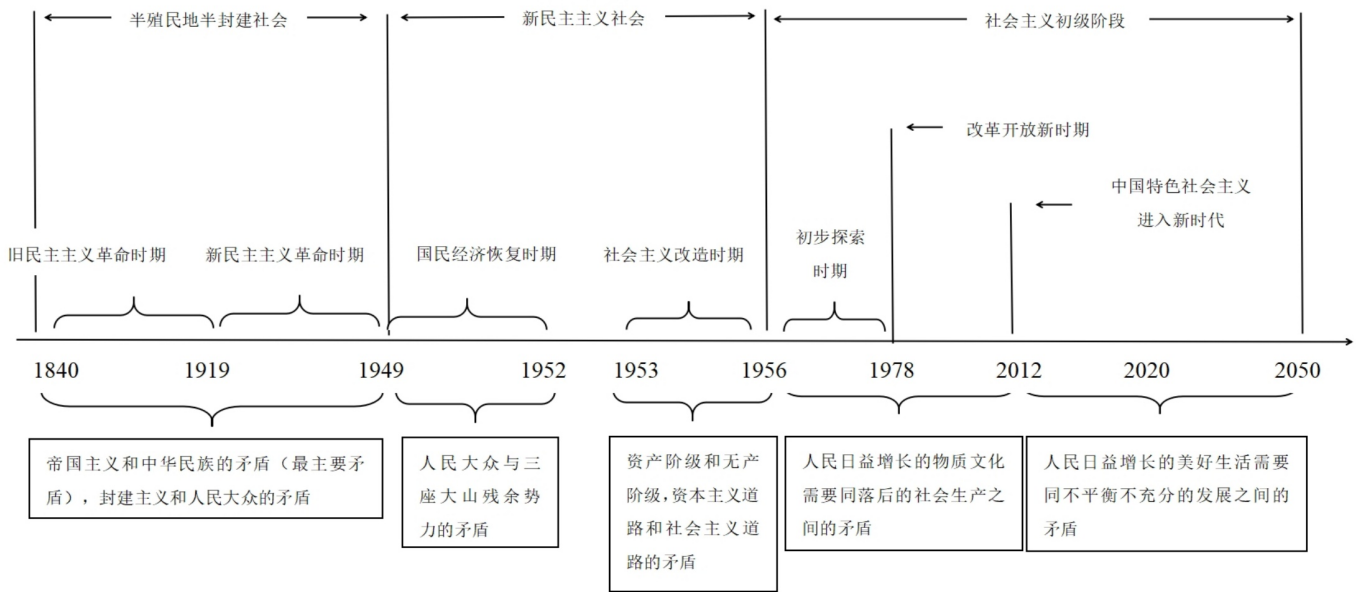 半殖民地半封建社会
新民主主义社会
社会主义初级阶段
改革开放新时期
中国特色社会主义
进入新时代
旧民主主义革命时期
新民主主义革命时期
国民经济恢复时期
社会主义改造时期
初步探索
时期
1840
1919
1949
1952
1953
1956
1978
2012
2020
2050
帝国主义和中华民族的矛盾（最主要矛
盾），封建主义和人民大众的矛盾
人民大众与三
座大山残余势
力的矛盾
资产阶级和无产
阶级，资本主义道
路和社会主义道
路的矛盾
人民日益增长的物质文化
需要同落后的社会生产之
间的矛盾
人民日益增长的美好生活需要
同不平衡不充分的发展之间的
矛盾